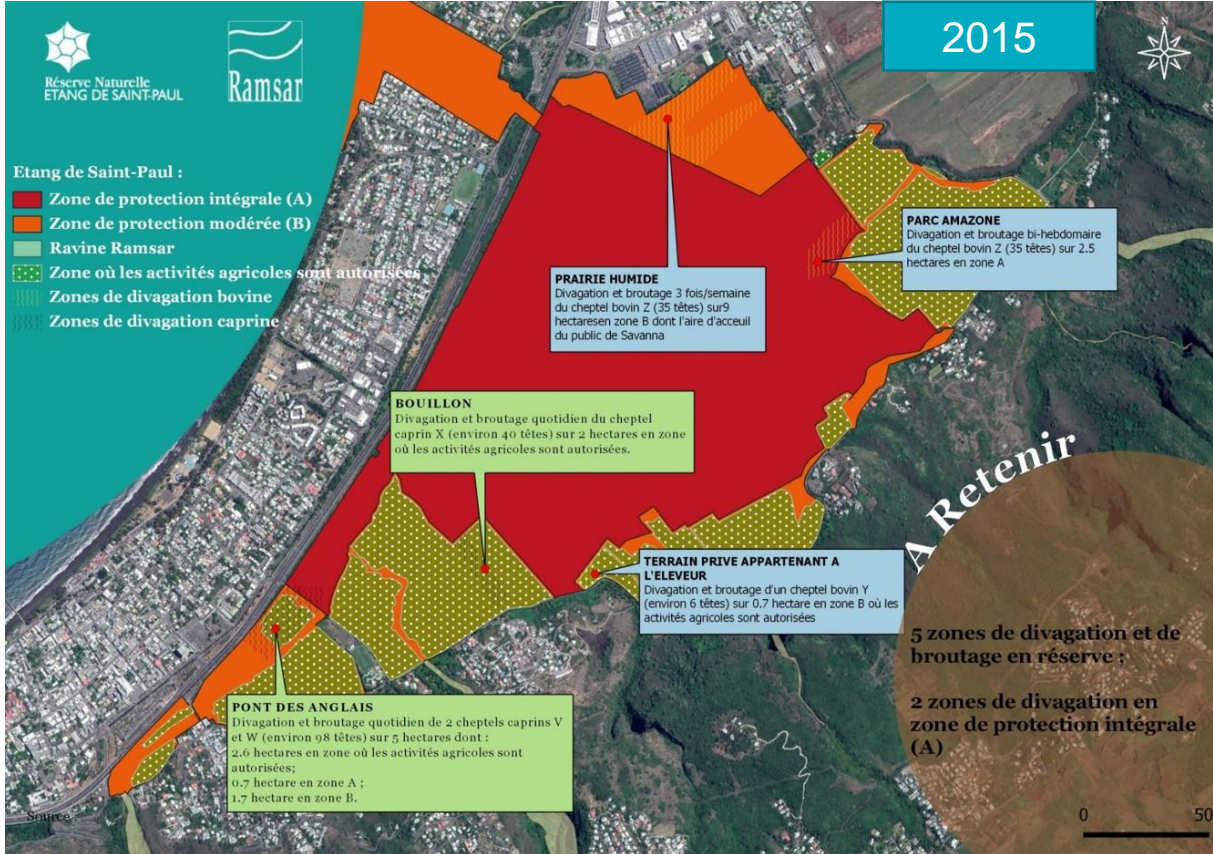 2015
N
Réserve Naturelle
ETANG DE SAINT-PAUL
Ramsar
Etang de Saint-Paul :
Zone de protection intégrale (A)
Zone de protection modérée (B)
Ravine Ramsar
Zone où les activités agricoles sont autorisées
Zones de divagation bovine
Zones de divagation caprine
PARC AMAZONE
Divagation et broutage bi-hebdomaire
du cheptel bovin Z (35 têtes) sur 2.5
hectares en zone A
PRAIRIE HUMIDE
Divagation et broutage 3 fois/semaine
du cheptel bovin Z (35 têtes) sur9
hectaresen zone B dont l'aire d'acceuil
du public de Savanna
BOUILLON
Divagation et broutage quotidien du cheptel
caprin X (environ 40 têtes) sur 2 hectares en zone
où les activités agricoles sont autorisées.
TERRAIN PRIVE APPARTENANT A
L'ELEVEUR
Divagation et broutage d'un cheptel bovin Y
(environ 6 têtes) sur 0.7 hectare en zone B où les
activités agricoles sont autorisées
PONT DES ANGLAIS
Divagation et broutage quotidien de 2 cheptels caprins V
et W (environ 98 têtes) sur 5 hectares dont :
2.6 hectares en zone où les activités agricoles sont
autorisées;
0.7 hectare en zone A ;
1.7 hectare en zone B.
A Retenir
5 zones de divagation et de
broutage en réserve ;
2 zones de divagation en
zone de protection intégrale
(A)
Source :
0 50